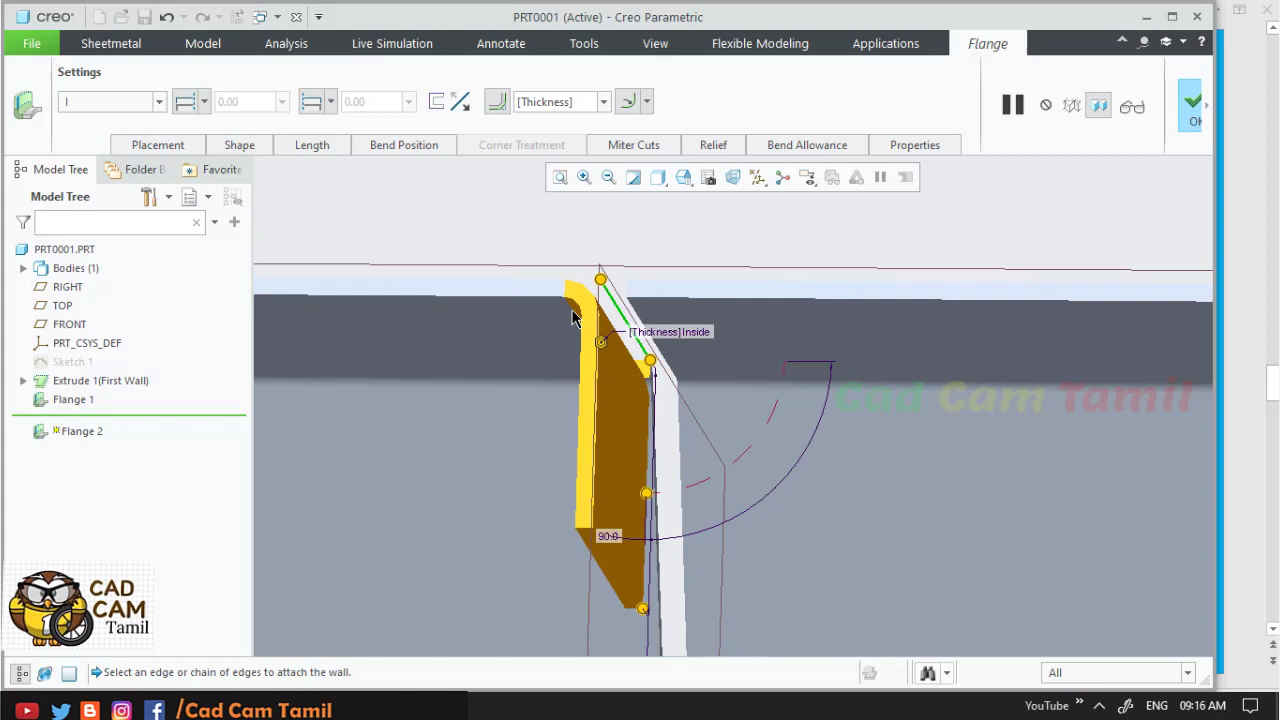 creo
PRT0001 (Active) - Creo Parametric
File
Sheetmetal
Model
Analysis
Live Simulation
Annotate
Tools
View
Flexible Modeling
Applications
Flange
Settings
I
0.00
0.00
[Thickness]
OK
Placement
Shape
Length
Bend Position
Corner Treatment
Miter Cuts
Relief
Bend Allowance
Properties
Model Tree
Folder B
Favorite
Model Tree
PRT0001.PRT
Bodies (1)
RIGHT
TOP
FRONT
PRT_CSYS_DEF
Sketch 1
Extrude 1(First Wall)
Flange 1
Flange 2
[Thickness] Inside
90.0
Cad Cam Tamil
CAD
CAM
Tamil
Select an edge or chain of edges to attach the wall.
All
/Cad Cam Tamil
YouTube
ENG
09:16 AM